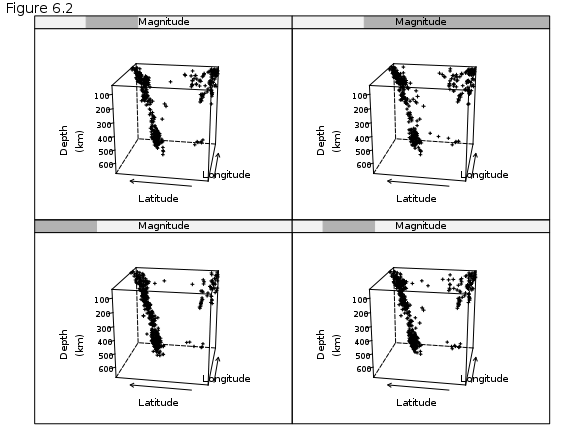 Figure 6.2
Magnitude
Magnitude
100
200
300
400
500
600
Depth
(km)
Longitude
Latitude
100
200
300
400
500
600
Depth
(km)
Longitude
Latitude
Magnitude
Magnitude
100
200
300
400
500
600
Depth
(km)
Longitude
Latitude
100
200
300
400
500
600
Depth
(km)
Longitude
Latitude